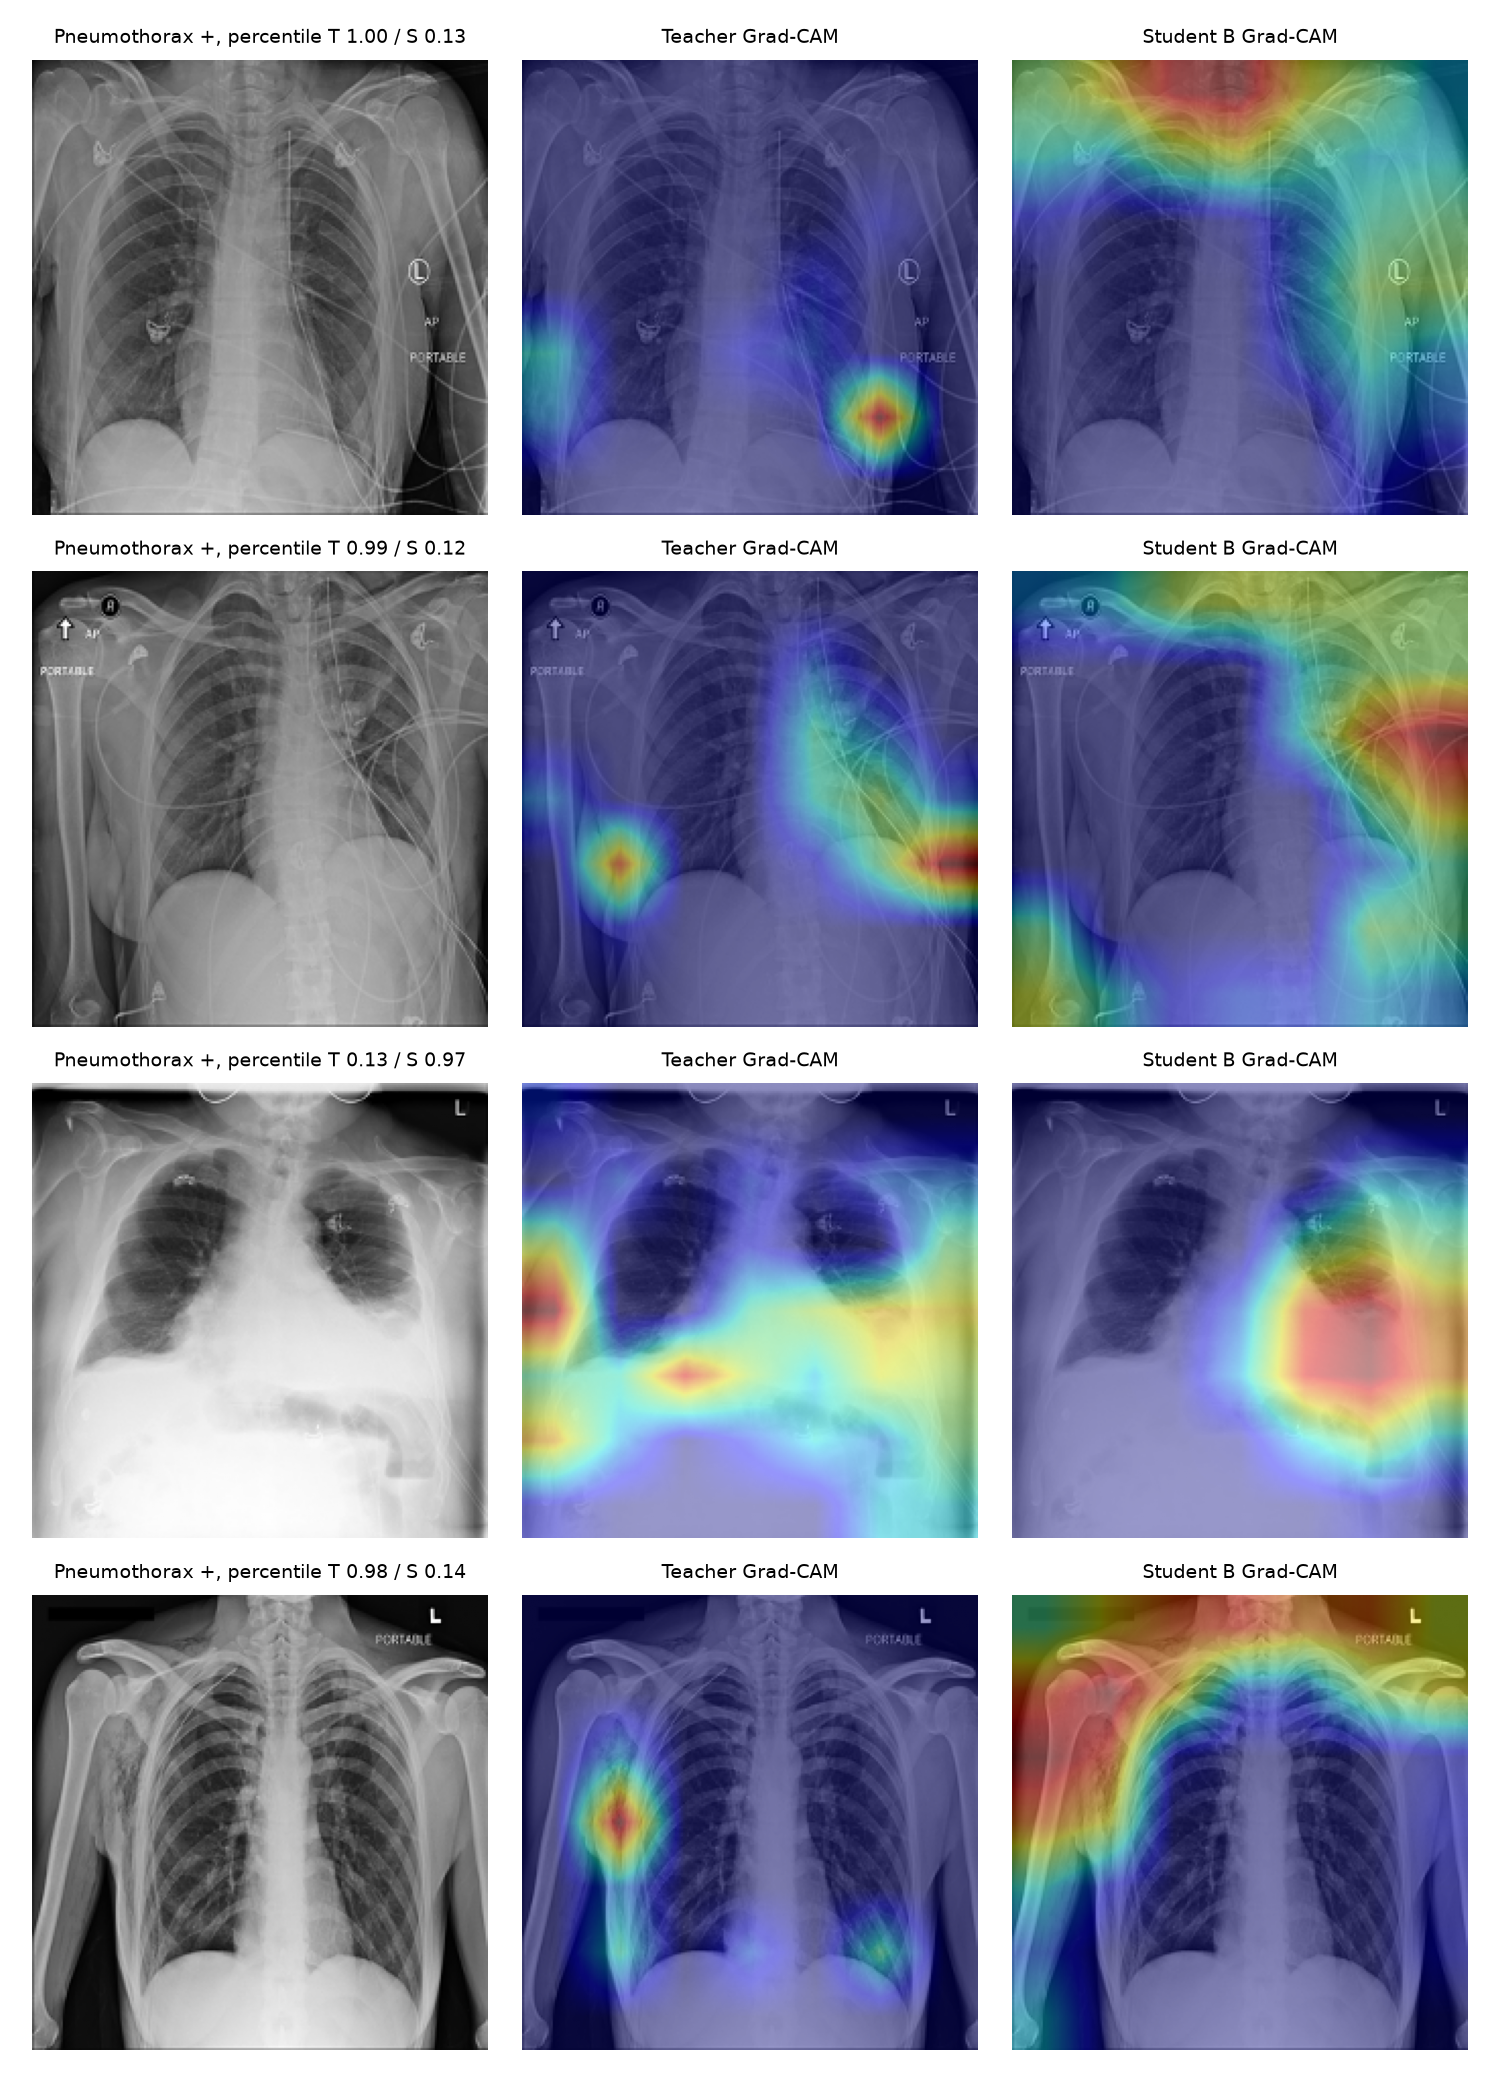 Pneumothorax +, percentile T 1.00 / S 0.13
Teacher Grad-CAM
Student B Grad-CAM
L
AP
PORTABLE
L
AP
PORTABLE
L
AP
PORTABLE
Pneumothorax +, percentile T 0.99 / S 0.12
Teacher Grad-CAM
Student B Grad-CAM
A
AP
PORTABLE
A
AP
PORTABLE
A
AP
PORTABLE
Pneumothorax +, percentile T 0.13 / S 0.97
Teacher Grad-CAM
Student B Grad-CAM
L
L
L
Pneumothorax +, percentile T 0.98 / S 0.14
Teacher Grad-CAM
Student B Grad-CAM
L
PORTABLE
L
PORTABLE
L
PORTABLE